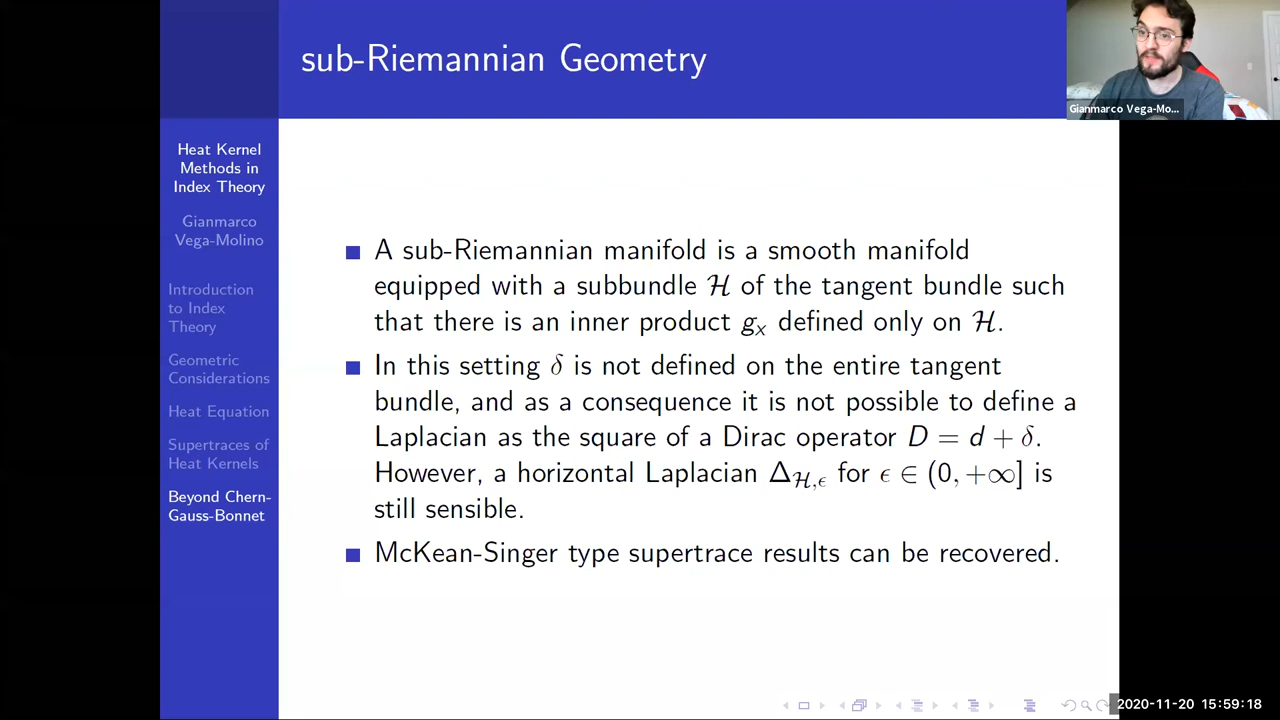 sub-Riemannian Geometry
Gianmarco Vega-Mo...
Heat Kernel
Methods in
Index Theory
Gianmarco
Vega-Molino
Introduction
to Index
Theory
Geometric
Considerations
Heat Equation
Supertraces of
Heat Kernels
Beyond Chern-
Gauss-Bonnet
A sub-Riemannian manifold is a smooth manifold
equipped with a subbundle ℋ of the tangent bundle such
that there is an inner product gₓ defined only on ℋ.
In this setting δ is not defined on the entire tangent
bundle, and as a consequence it is not possible to define a
Laplacian as the square of a Dirac operator D = d + δ.
However, a horizontal Laplacian Δ_{ℋ,ϵ} for ϵ ∈ (0, +∞] is
still sensible.
McKean-Singer type supertrace results can be recovered.
2020-11-20 15:59:18